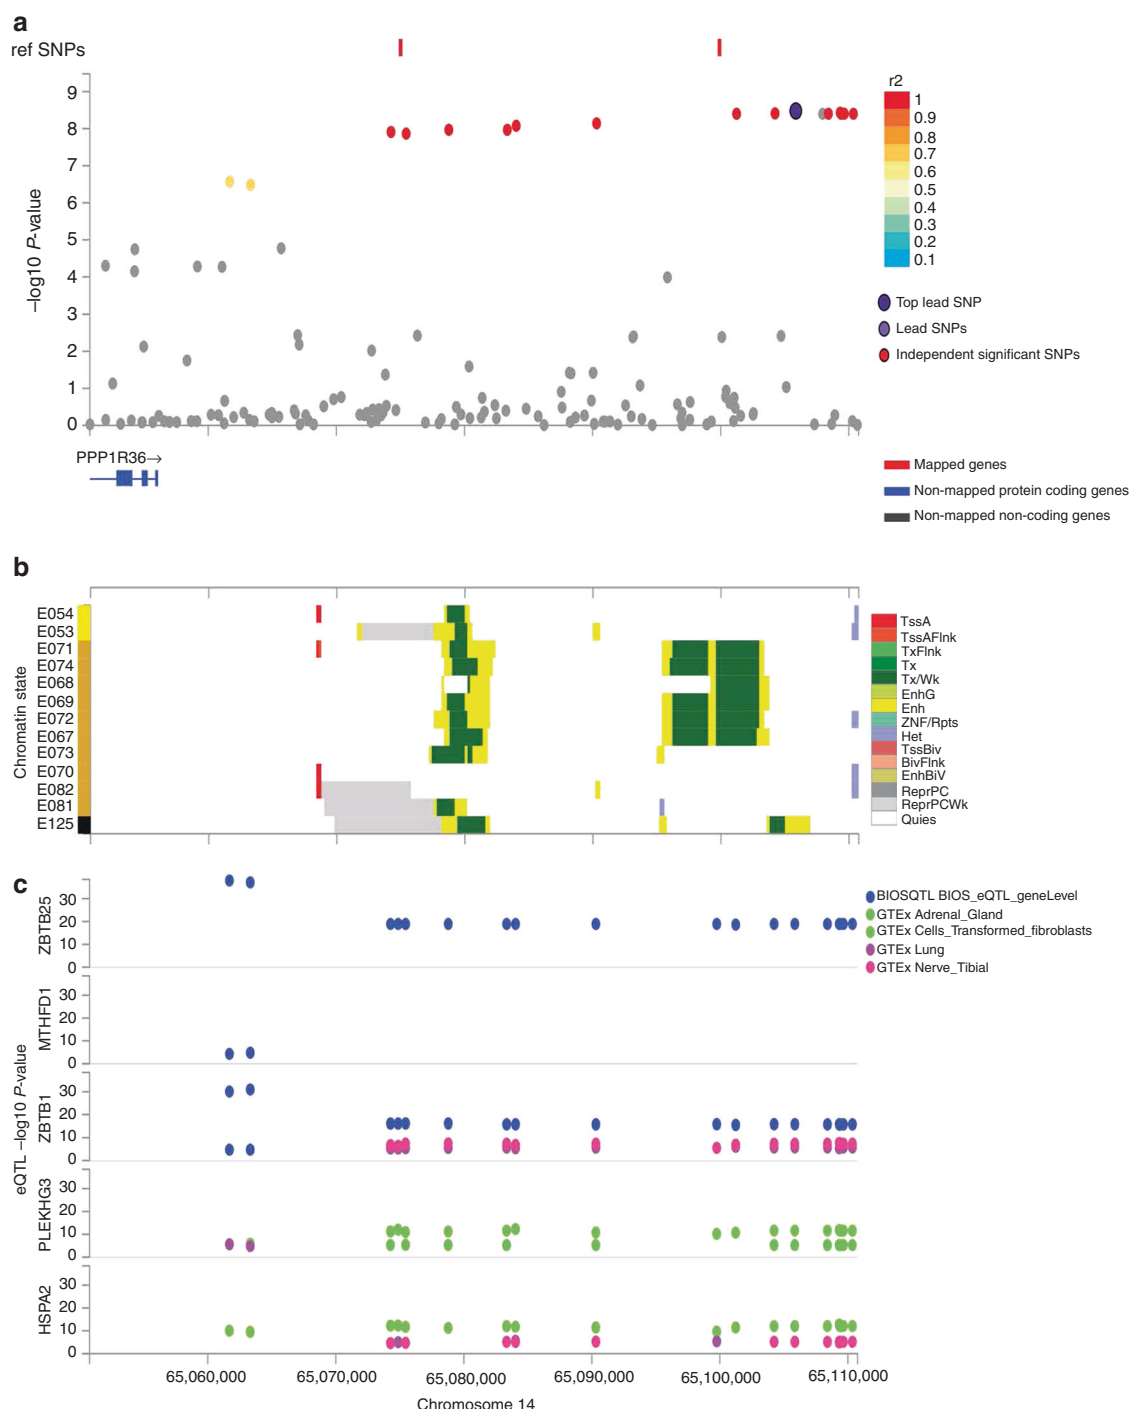 a
ref SNPs
9
8
7
6
5
4
3
2
1
0
–log10 P-value
r2
1
0.9
0.8
0.7
0.6
0.5
0.4
0.3
0.2
0.1
Top lead SNP
Lead SNPs
Independent significant SNPs
PPP1R36→
Mapped genes
Non-mapped protein coding genes
Non-mapped non-coding genes
b
Chromatin state
E054
E053
E071
E074
E068
E069
E072
E067
E073
E070
E082
E081
E125
TssA
TssAFlnk
TxFlnk
Tx
Tx/Wk
EnhG
Enh
ZNF/Rpts
Het
TssBiv
BivFlnk
EnhBiV
ReprPC
ReprPCWk
Quies
c
eQTL –log10 P-value
ZBTB25
30
20
10
0
MTHFD1
30
20
10
0
ZBTB1
30
20
10
0
PLEKHG3
30
20
10
0
HSPA2
30
20
10
0
BIOSQTL BIOS_eQTL_geneLevel
GTEx Adrenal_Gland
GTEx Cells_Transformed_fibroblasts
GTEx Lung
GTEx Nerve_Tibial
65,060,000 65,070,000 65,080,000 65,090,000 65,100,000 65,110,000
Chromosome 14